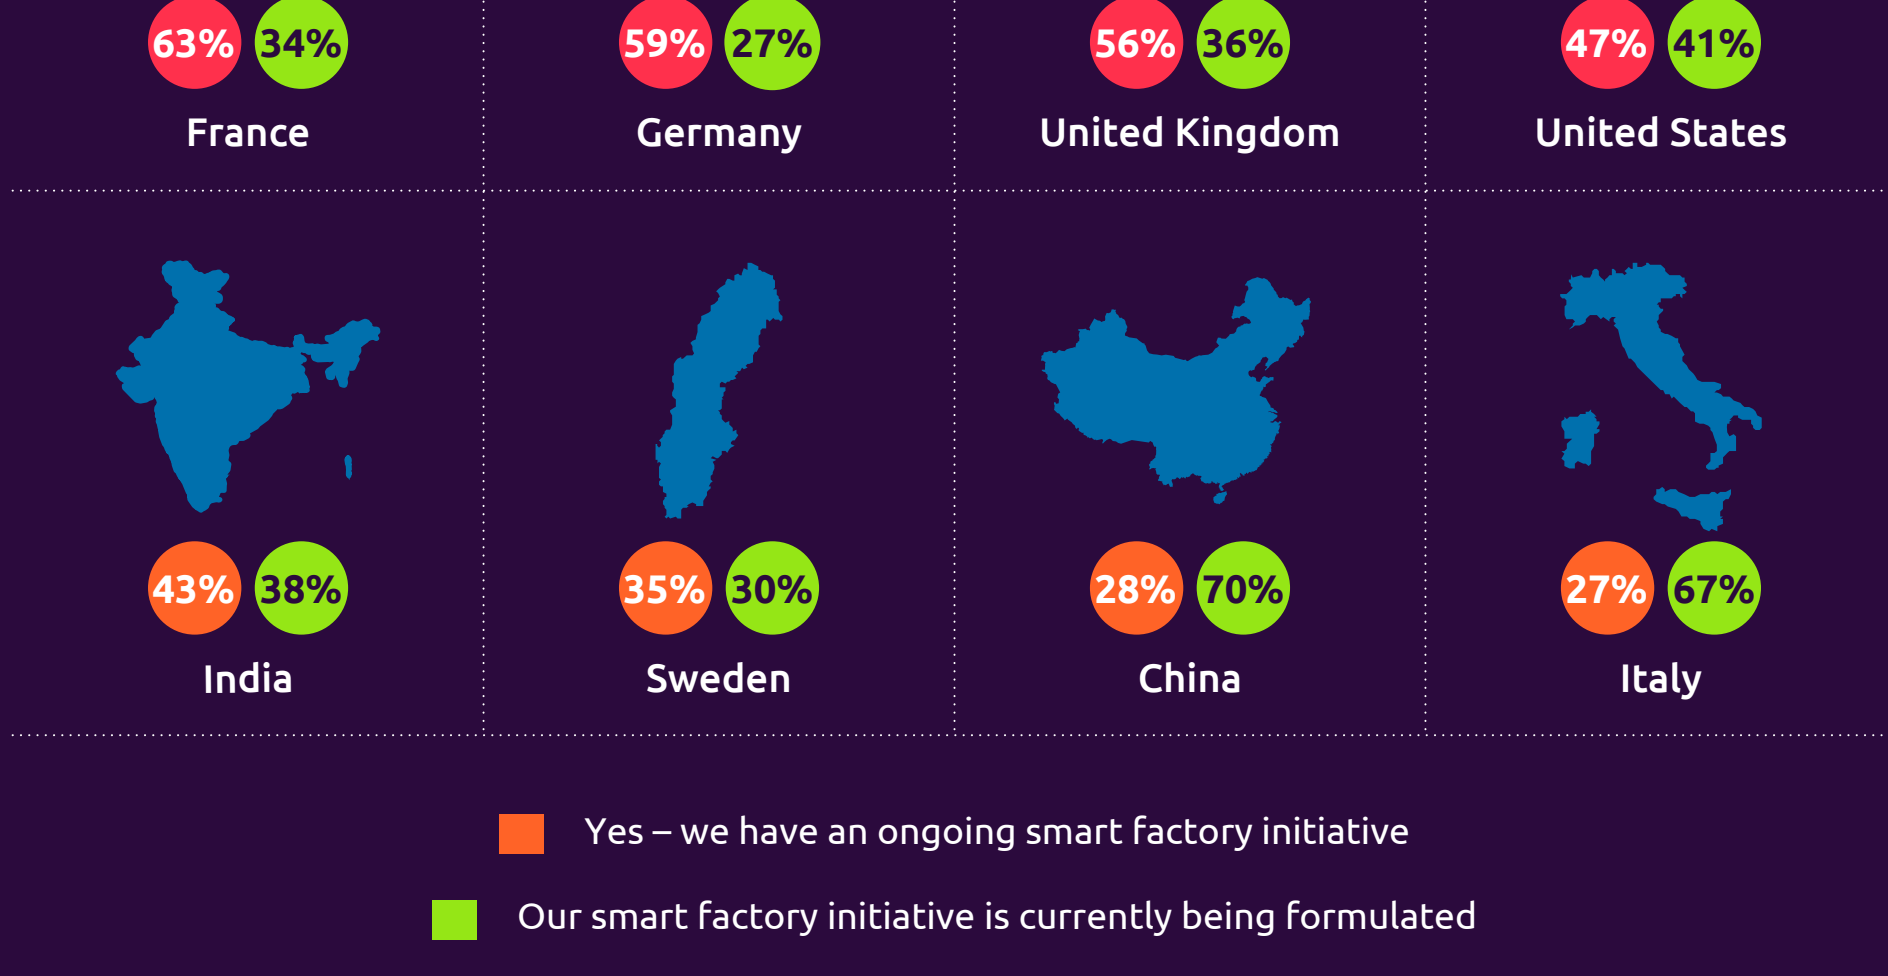 63% 34% 59% 27% 56% 36% 47% 41%
France Germany United Kingdom United States
43% 38% 35% 30% 28% 70% 27% 67%
India Sweden China Italy
Yes – we have an ongoing smart factory initiative
Our smart factory initiative is currently being formulated